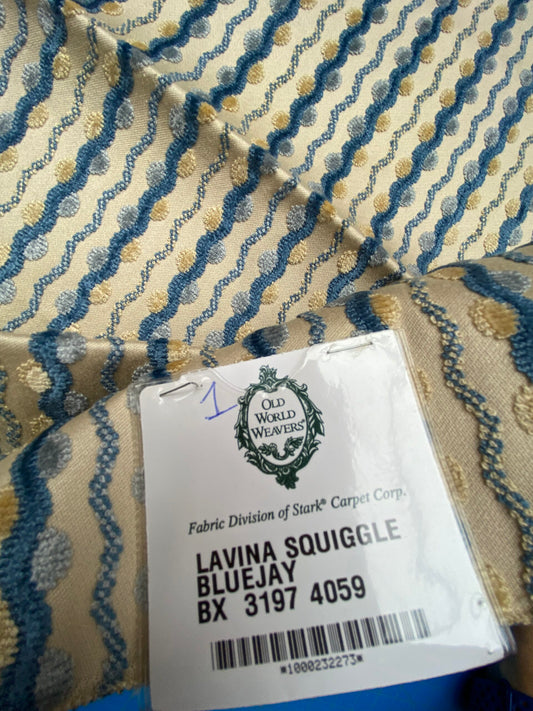 1
OLD
WORLD
WEAVERS®
Fabric Division of Stark® Carpet Corp.
LAVINA SQUIGGLE
BLUEJAY
BX 3197 4059
*1000232273*